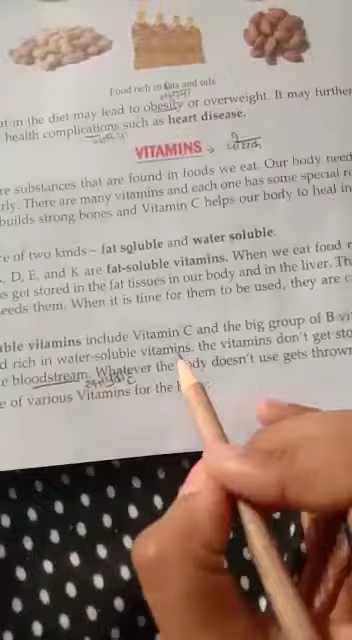 Food rich in fats and oils
t in the diet may lead to obesity or overweight. It may further
health complications such as heart disease.
VITAMINS
re substances that are found in foods we eat. Our body need
rly. There are many vitamins and each one has some special r
builds strong bones and Vitamin C helps our body to heal in
e of two kinds – fat soluble and water soluble.
, D, E, and K are fat-soluble vitamins. When we eat food r
s get stored in the fat tissues in our body and in the liver. Th
eeds them. When it is time for them to be used, they are c
uble vitamins include Vitamin C and the big group of B vi
d rich in water-soluble vitamins, the vitamins don't get sto
e bloodstream. Whatever the body doesn't use gets thrown
e of various Vitamins for the